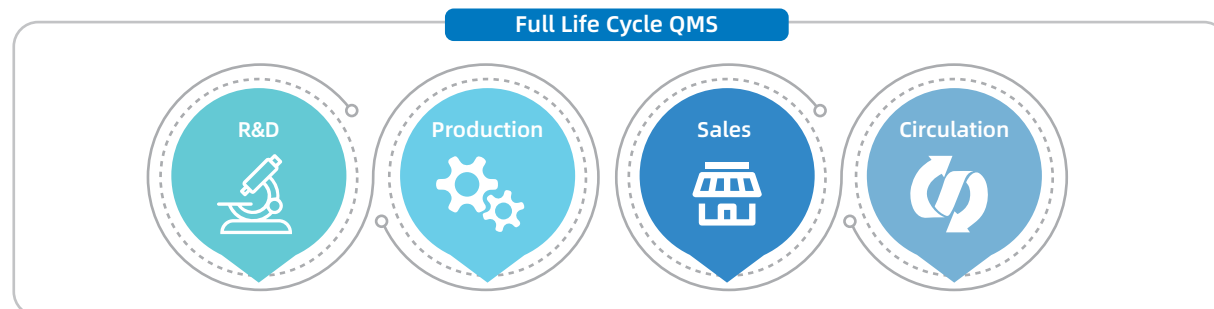 Full Life Cycle QMS
R&D
Production
Sales
Circulation